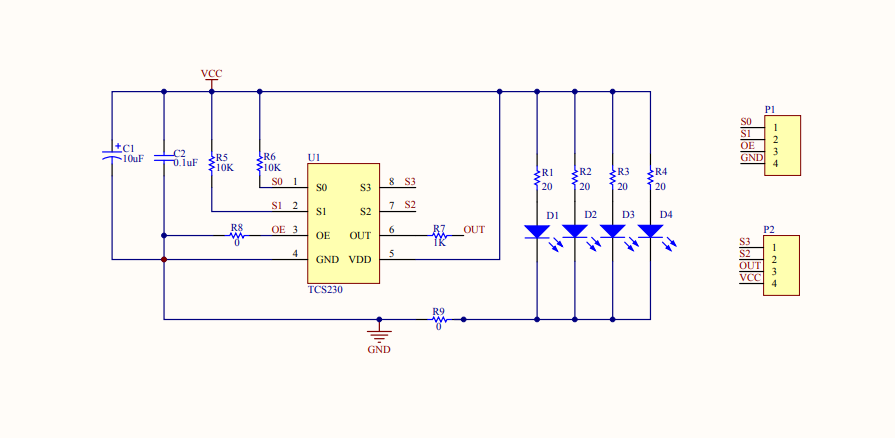 VCC
C1
10uF
C2
0.1uF
R5
10K
R6
10K
U1
S0 1 S0
S1 2 S1
R8
0
OE 3 OE
4 GND
S3 8 S3
S2 7 S2
OUT 6
R7
1K
OUT
VDD 5
TCS230
R1
20
R2
20
R3
20
R4
20
D1
D2
D3
D4
R9
0
GND
P1
S0 1
S1 2
OE 3
GND 4
P2
S3 1
S2 2
OUT 3
VCC 4